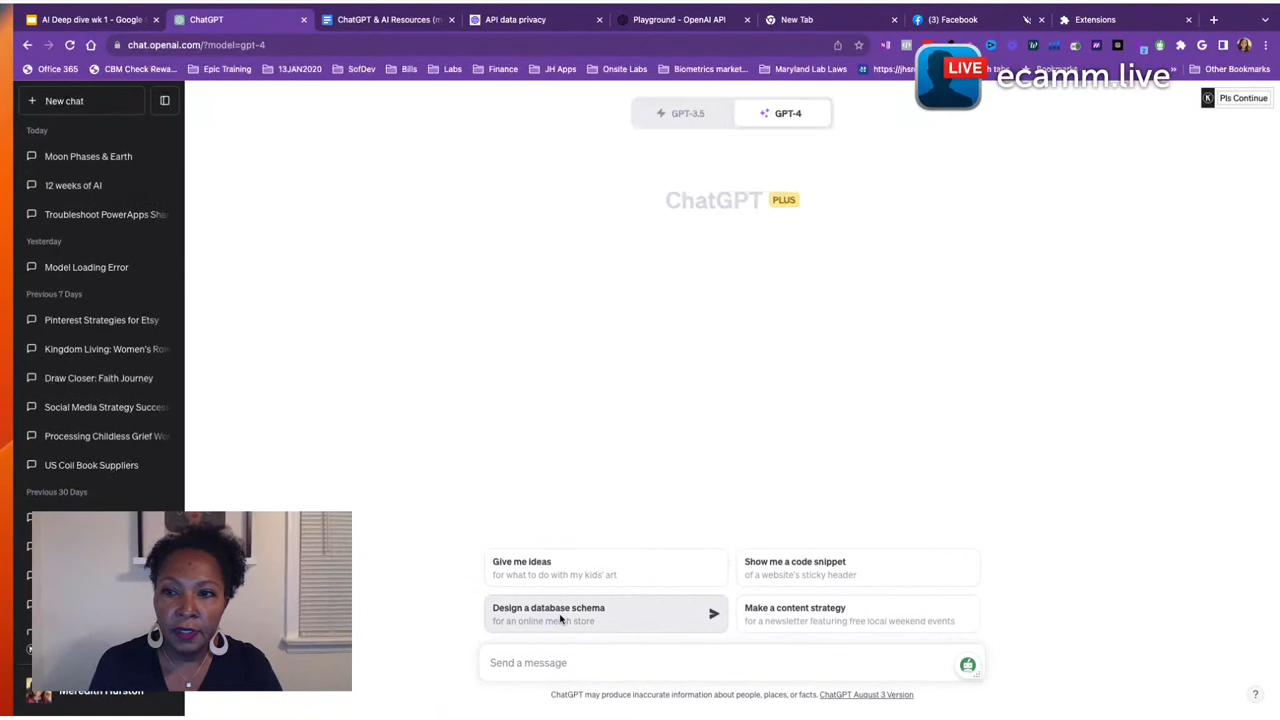 AI Deep dive wk 1 - Google S
ChatGPT
ChatGPT & AI Resources (m
API data privacy
Playground - OpenAI API
New Tab
(3) Facebook
Extensions
chat.openai.com/?model=gpt-4
Office 365
CBM Check Rewa...
Epic Training
13JAN2020
SofDev
Bills
Labs
Finance
JH Apps
Onsite Labs
Biometrics market...
Maryland Lab Laws
Other Bookmarks
LIVE
ecamm.live
New chat
GPT-3.5
GPT-4
Pls Continue
Today
Moon Phases & Earth
12 weeks of AI
Troubleshoot PowerApps Sha
Yesterday
Model Loading Error
Previous 7 Days
Pinterest Strategies for Etsy
Kingdom Living: Women's Ro
Draw Closer: Faith Journey
Social Media Strategy Success
Processing Childless Grief Wo
US Coil Book Suppliers
Previous 30 Days
ChatGPT PLUS
Give me ideas
for what to do with my kids' art
Show me a code snippet
of a website's sticky header
Design a database schema
for an online merch store
Make a content strategy
for a newsletter featuring free local weekend events
Send a message
ChatGPT may produce inaccurate information about people, places, or facts. ChatGPT August 3 Version
?